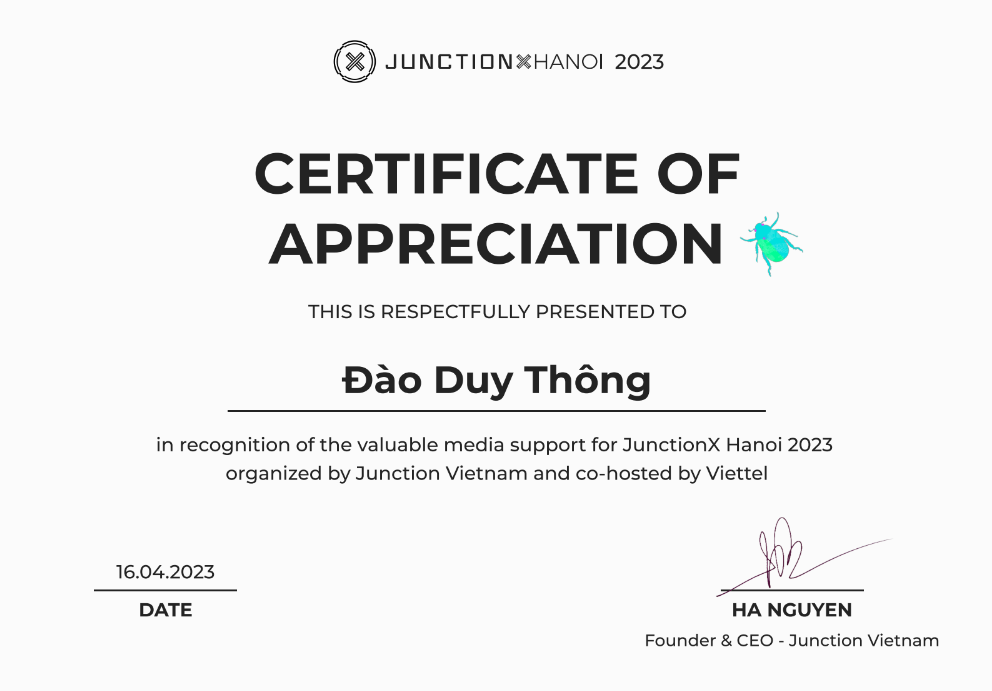 JUNCTIONXHANOI 2023
CERTIFICATE OF
APPRECIATION
THIS IS RESPECTFULLY PRESENTED TO
Đào Duy Thông
in recognition of the valuable media support for JunctionX Hanoi 2023
organized by Junction Vietnam and co-hosted by Viettel
16.04.2023
DATE
HA NGUYEN
Founder & CEO - Junction Vietnam